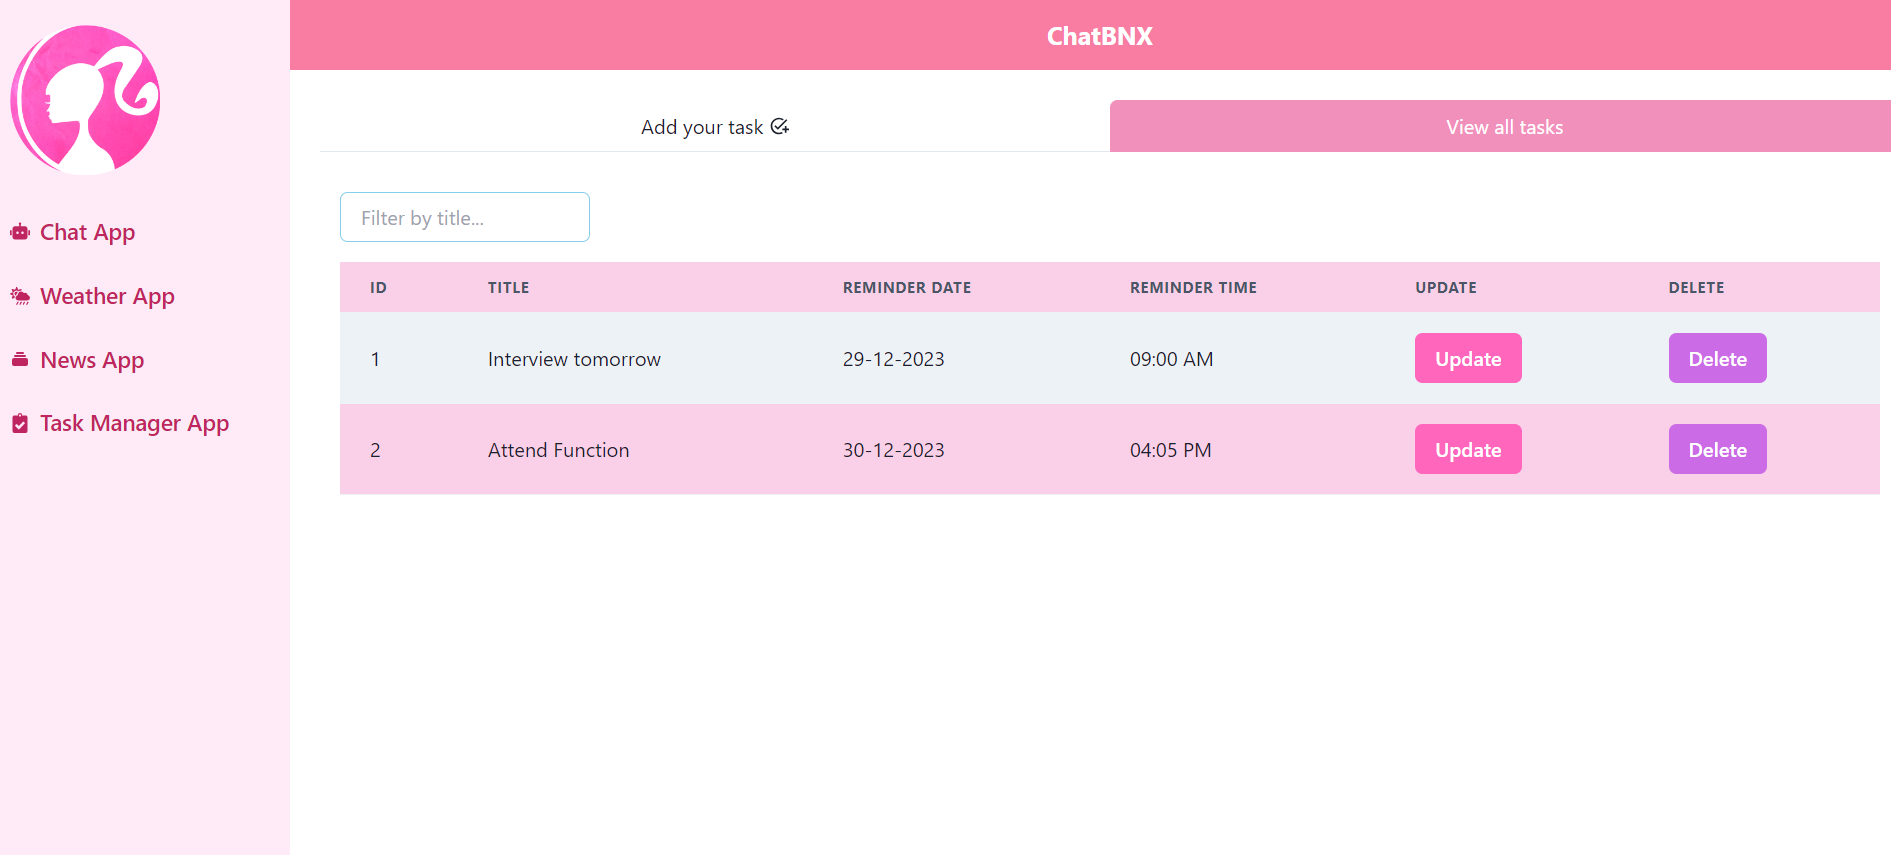 ChatBNX
Chat App
Weather App
News App
Task Manager App
Add your task
View all tasks
Filter by title...
ID TITLE REMINDER DATE REMINDER TIME UPDATE DELETE
1 Interview tomorrow 29-12-2023 09:00 AM Update Delete
2 Attend Function 30-12-2023 04:05 PM Update Delete